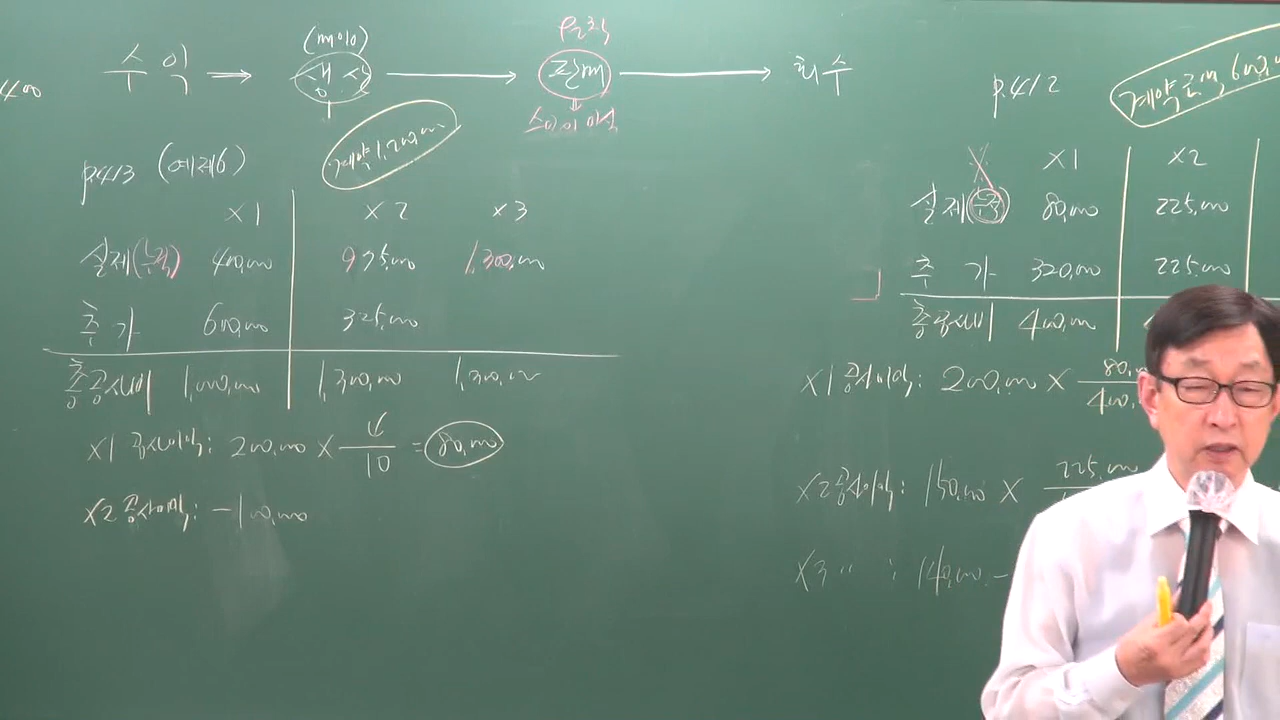 400
수익 ⇒ (m이) 생산 → P.212 판매 → 회수
p.413 (예제6)
계약 1,200,000
×1 ×2 ×3
실제(누적) 400,000 975,000 1,300,000
추가 600,000 325,000
총공사비 1,000,000 1,300,000 1,300,000
×1 공사이익: 200,000 × 4/10 = 80,000
×2 공사이익: -100,000
p.412
계약금액 600,000
×1 ×2
실제(누적) 80,000 225,000
추가 320,000 225,000
총공사비 400,000
×1 공사이익: 200,000 × 80,000/400,000
×2 공사이익: 150,000 × 225,000
×3 〃 : 140,000 -